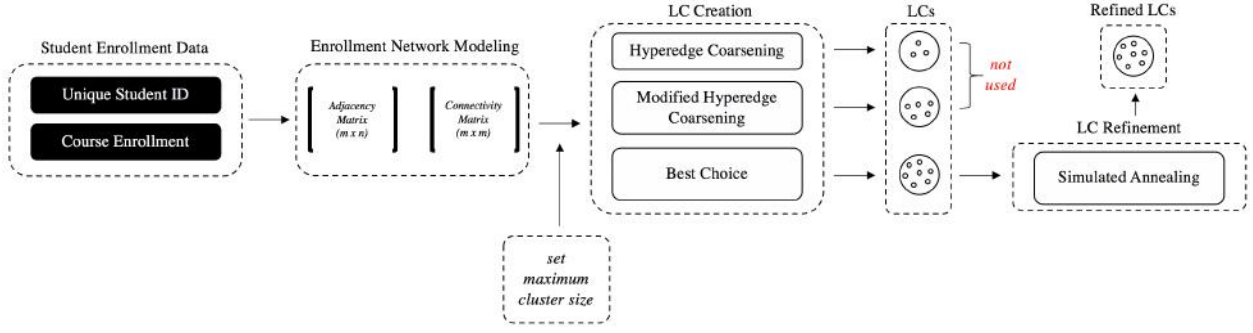 Student Enrollment Data
Unique Student ID
Course Enrollment
Enrollment Network Modeling
Adjacency
Matrix
(m x n)
Connectivity
Matrix
(m x m)
set
maximum
cluster size
LC Creation
Hyperedge Coarsening
Modified Hyperedge
Coarsening
Best Choice
LCs
not
used
Refined LCs
LC Refinement
Simulated Annealing